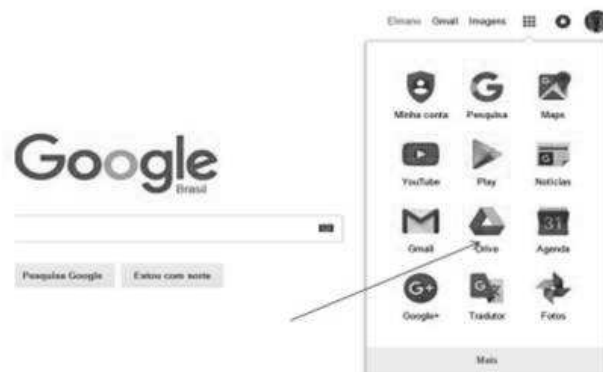 Elmano Gmail Imagens
Minha conta Pesquisa Maps
Google
Brasil
YouTube Play Notícias
G
31
Gmail Drive Agenda
Pesquisa Google Estou com sorte
G+ G
Google+ Tradutor Fotos
Mais